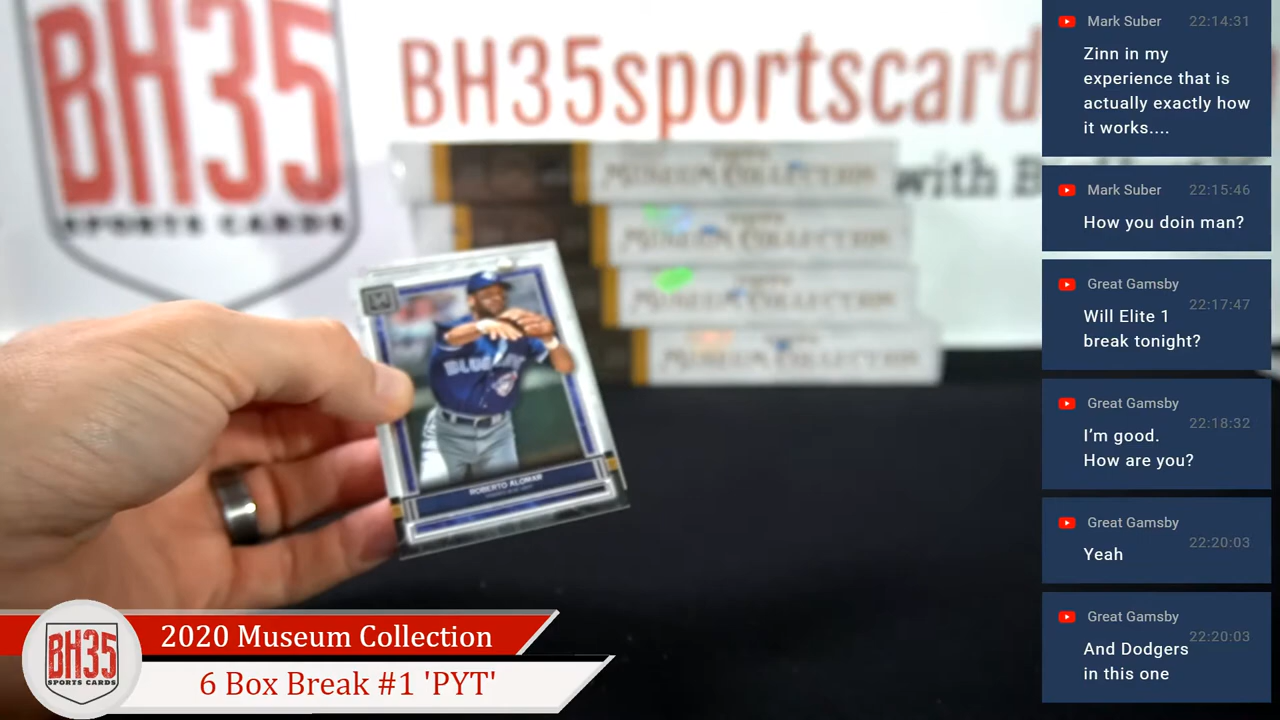 BH35
SPORTS CARDS
BH35sportscard
with B
MUSEUM COLLECTION
MUSEUM COLLECTION
MUSEUM COLLECTION
MUSEUM COLLECTION
BLUE JAYS
ROBERTO ALOMAR
BH35
SPORTS CARDS
2020 Museum Collection
6 Box Break #1 'PYT'
Mark Suber 22:14:31
Zinn in my
experience that is
actually exactly how
it works....
Mark Suber 22:15:46
How you doin man?
Great Gamsby
22:17:47
Will Elite 1
break tonight?
Great Gamsby
22:18:32
I'm good.
How are you?
Great Gamsby
22:20:03
Yeah
Great Gamsby
22:20:03
And Dodgers
in this one